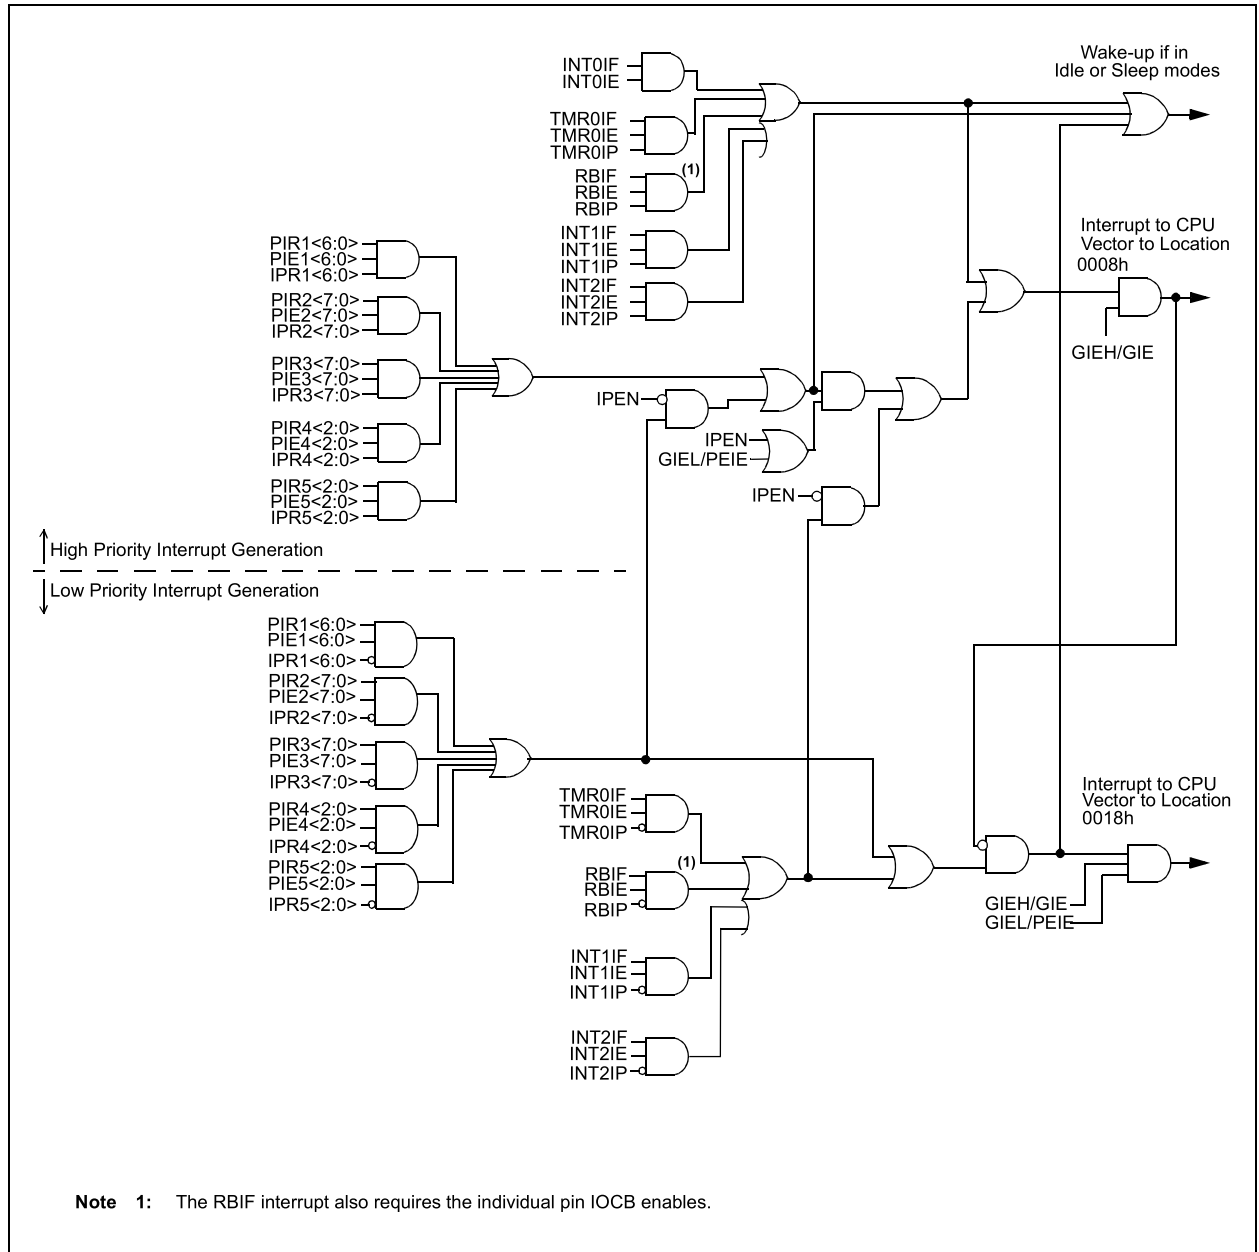 Wake-up if in
Idle or Sleep modes
INT0IF
INT0IE
TMR0IF
TMR0IE
TMR0IP
(1)
RBIF
RBIE
RBIP
INT1IF
INT1IE
INT1IP
INT2IF
INT2IE
INT2IP
Interrupt to CPU
Vector to Location
0008h
GIEH/GIE
PIR1<6:0>
PIE1<6:0>
IPR1<6:0>
PIR2<7:0>
PIE2<7:0>
IPR2<7:0>
PIR3<7:0>
PIE3<7:0>
IPR3<7:0>
PIR4<2:0>
PIE4<2:0>
IPR4<2:0>
PIR5<2:0>
PIE5<2:0>
IPR5<2:0>
IPEN
IPEN
GIEL/PEIE
IPEN
High Priority Interrupt Generation
Low Priority Interrupt Generation
PIR1<6:0>
PIE1<6:0>
IPR1<6:0>
PIR2<7:0>
PIE2<7:0>
IPR2<7:0>
PIR3<7:0>
PIE3<7:0>
IPR3<7:0>
PIR4<2:0>
PIE4<2:0>
IPR4<2:0>
PIR5<2:0>
PIE5<2:0>
IPR5<2:0>
TMR0IF
TMR0IE
TMR0IP
(1)
RBIF
RBIE
RBIP
INT1IF
INT1IE
INT1IP
INT2IF
INT2IE
INT2IP
Interrupt to CPU
Vector to Location
0018h
GIEH/GIE
GIEL/PEIE
Note 1: The RBIF interrupt also requires the individual pin IOCB enables.